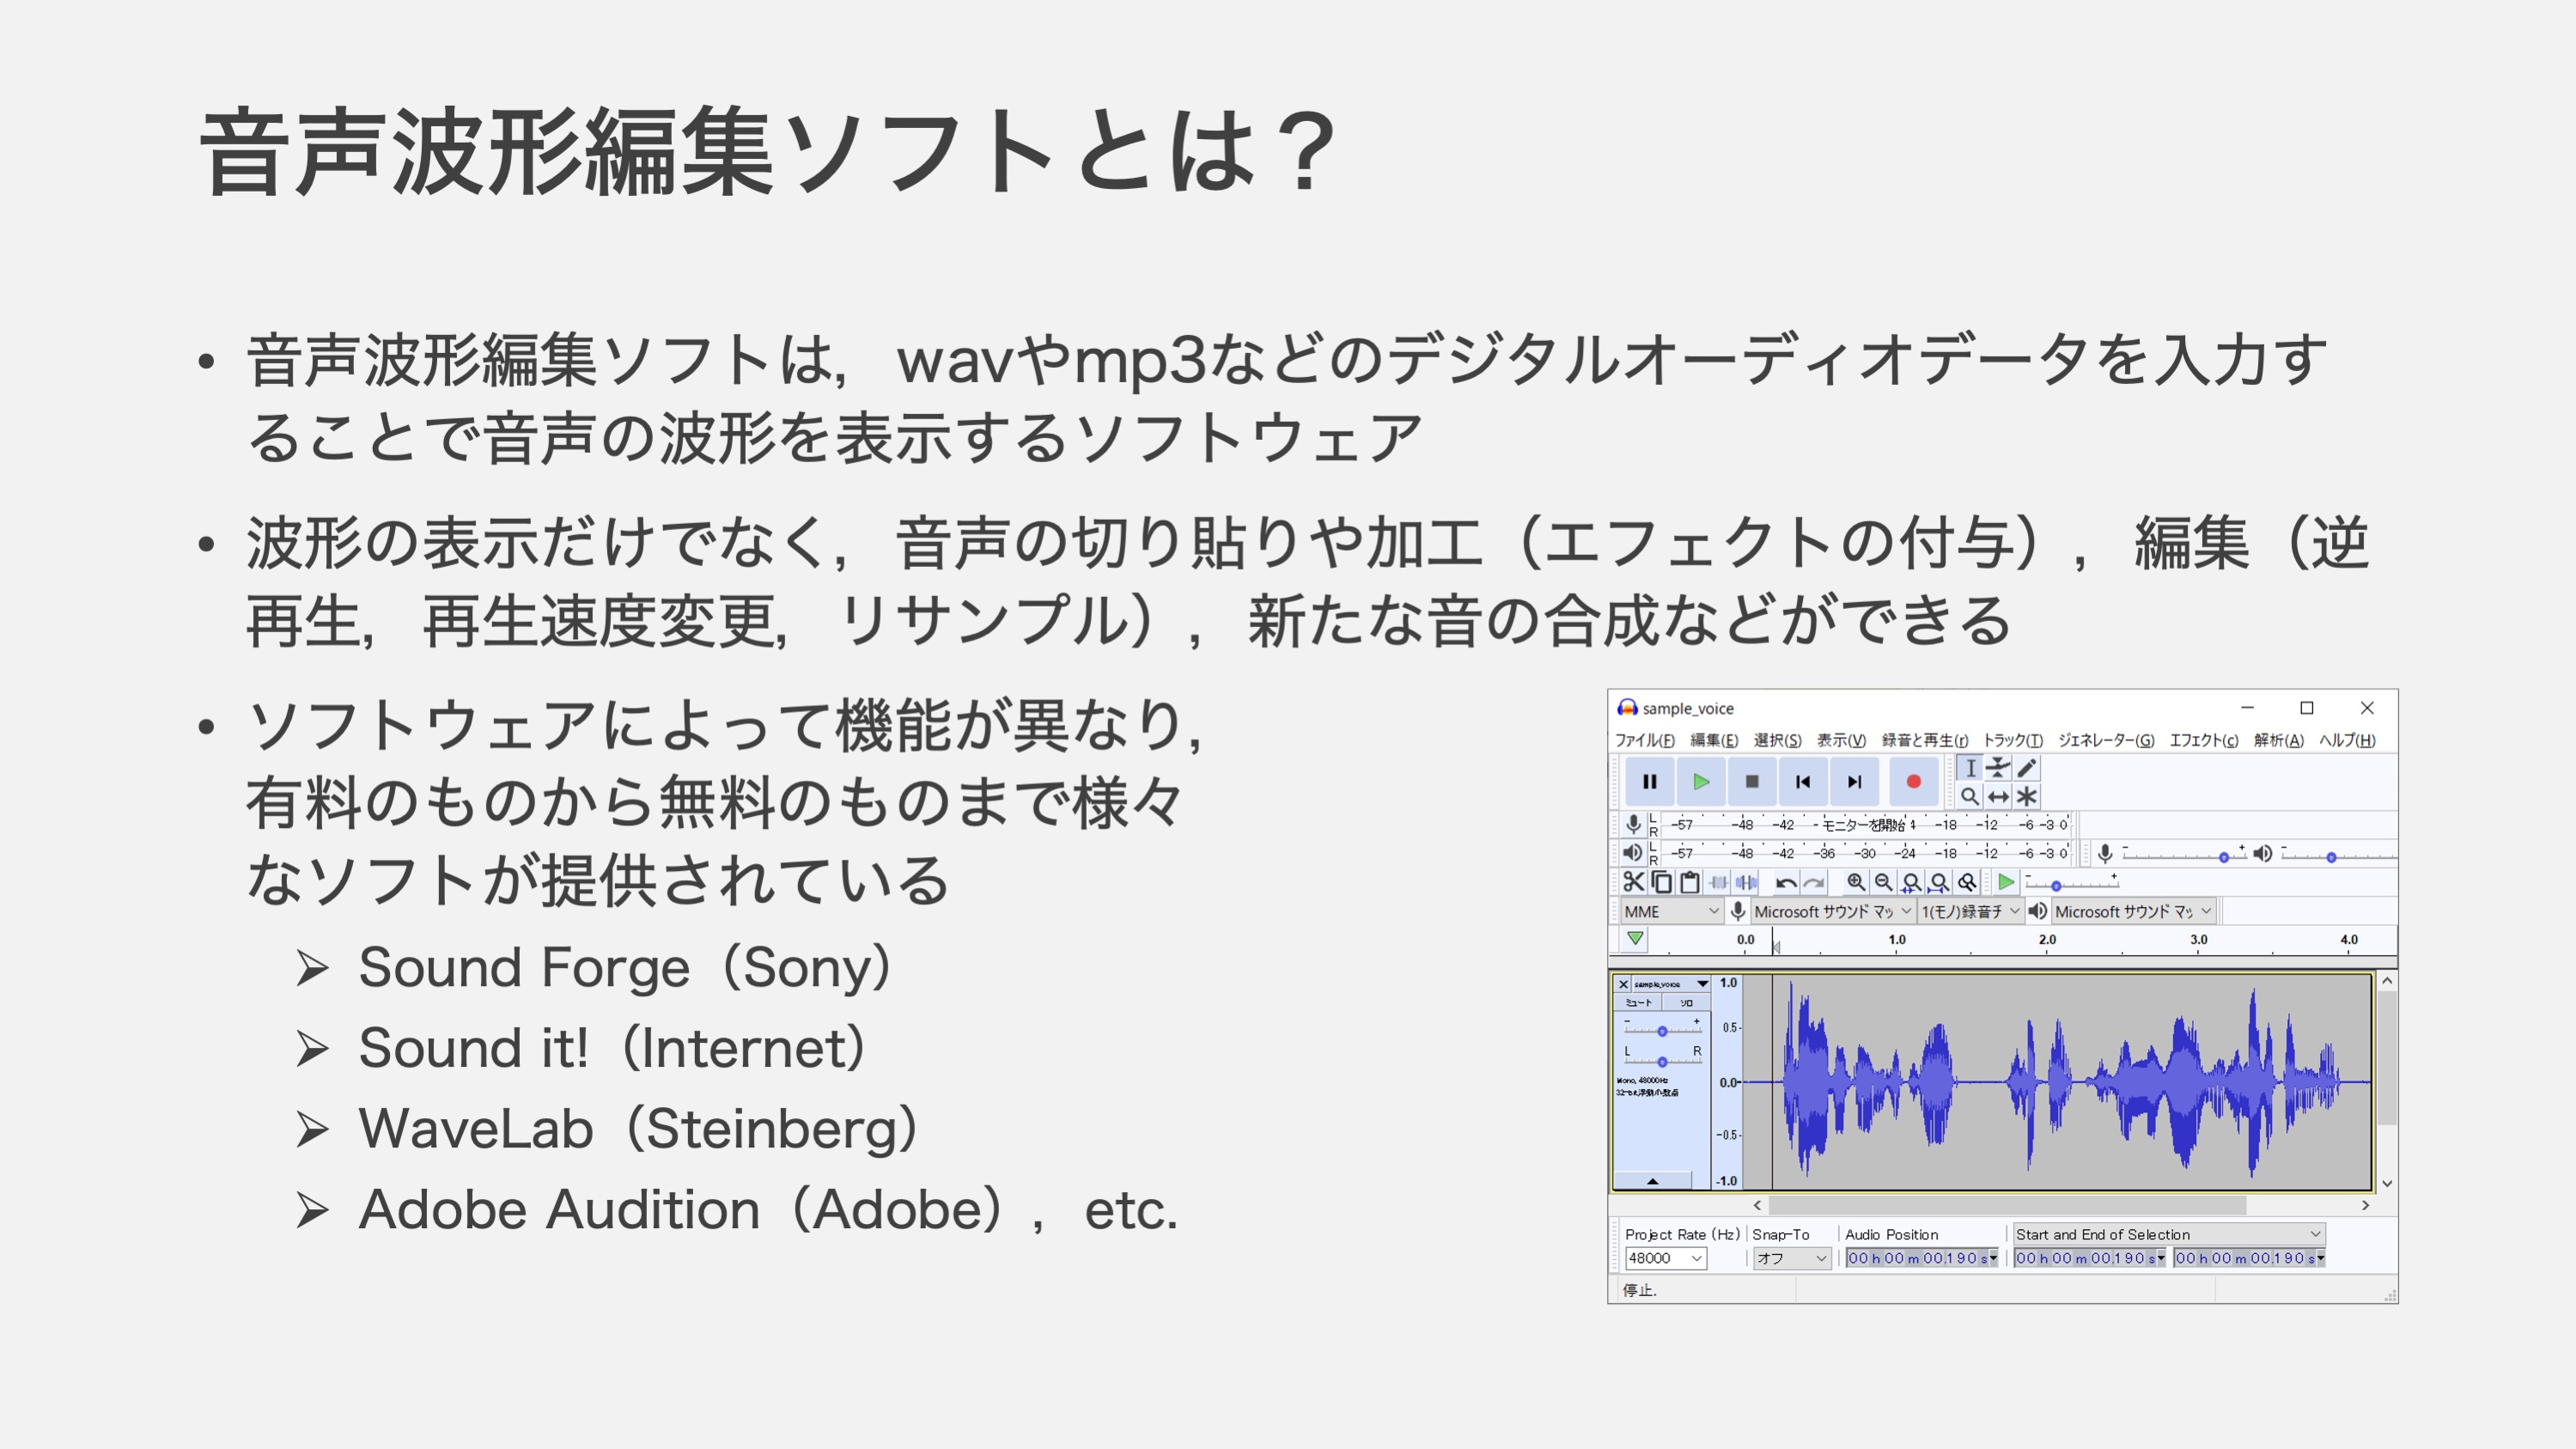 音声波形編集ソフトとは？
• 音声波形編集ソフトは，wavやmp3などのデジタルオーディオデータを入力す
ることで音声の波形を表示するソフトウェア
• 波形の表示だけでなく，音声の切り貼りや加工（エフェクトの付与），編集（逆
再生，再生速度変更，リサンプル），新たな音の合成などができる
• ソフトウェアによって機能が異なり，
有料のものから無料のものまで様々
なソフトが提供されている
➢ Sound Forge（Sony）
➢ Sound it!（Internet）
➢ WaveLab（Steinberg）
➢ Adobe Audition（Adobe），etc.
sample_voice
ファイル(F) 編集(E) 選択(S) 表示(V) 録音と再生(r) トラック(T) ジェネレーター(G) エフェクト(c) 解析(A) ヘルプ(H)
L
R
-57 -48 -42 - モニターを開始 4 -18 -12 -6 -3 0
L
R
-57 -48 -42 -36 -30 -24 -18 -12 -6 -3 0
MME Microsoft サウンド マッ 1(モノ)録音チ Microsoft サウンド マッ
0.0 1.0 2.0 3.0 4.0
sample_voice
ミュート ソロ
L R
Mono, 48000Hz
1.0
0.5
0.0
-0.5
-1.0
Project Rate (Hz) Snap-To Audio Position Start and End of Selection
48000 オフ 00 h 00 m 00.190 s 00 h 00 m 00.190 s 00 h 00 m 00.190 s
停止.